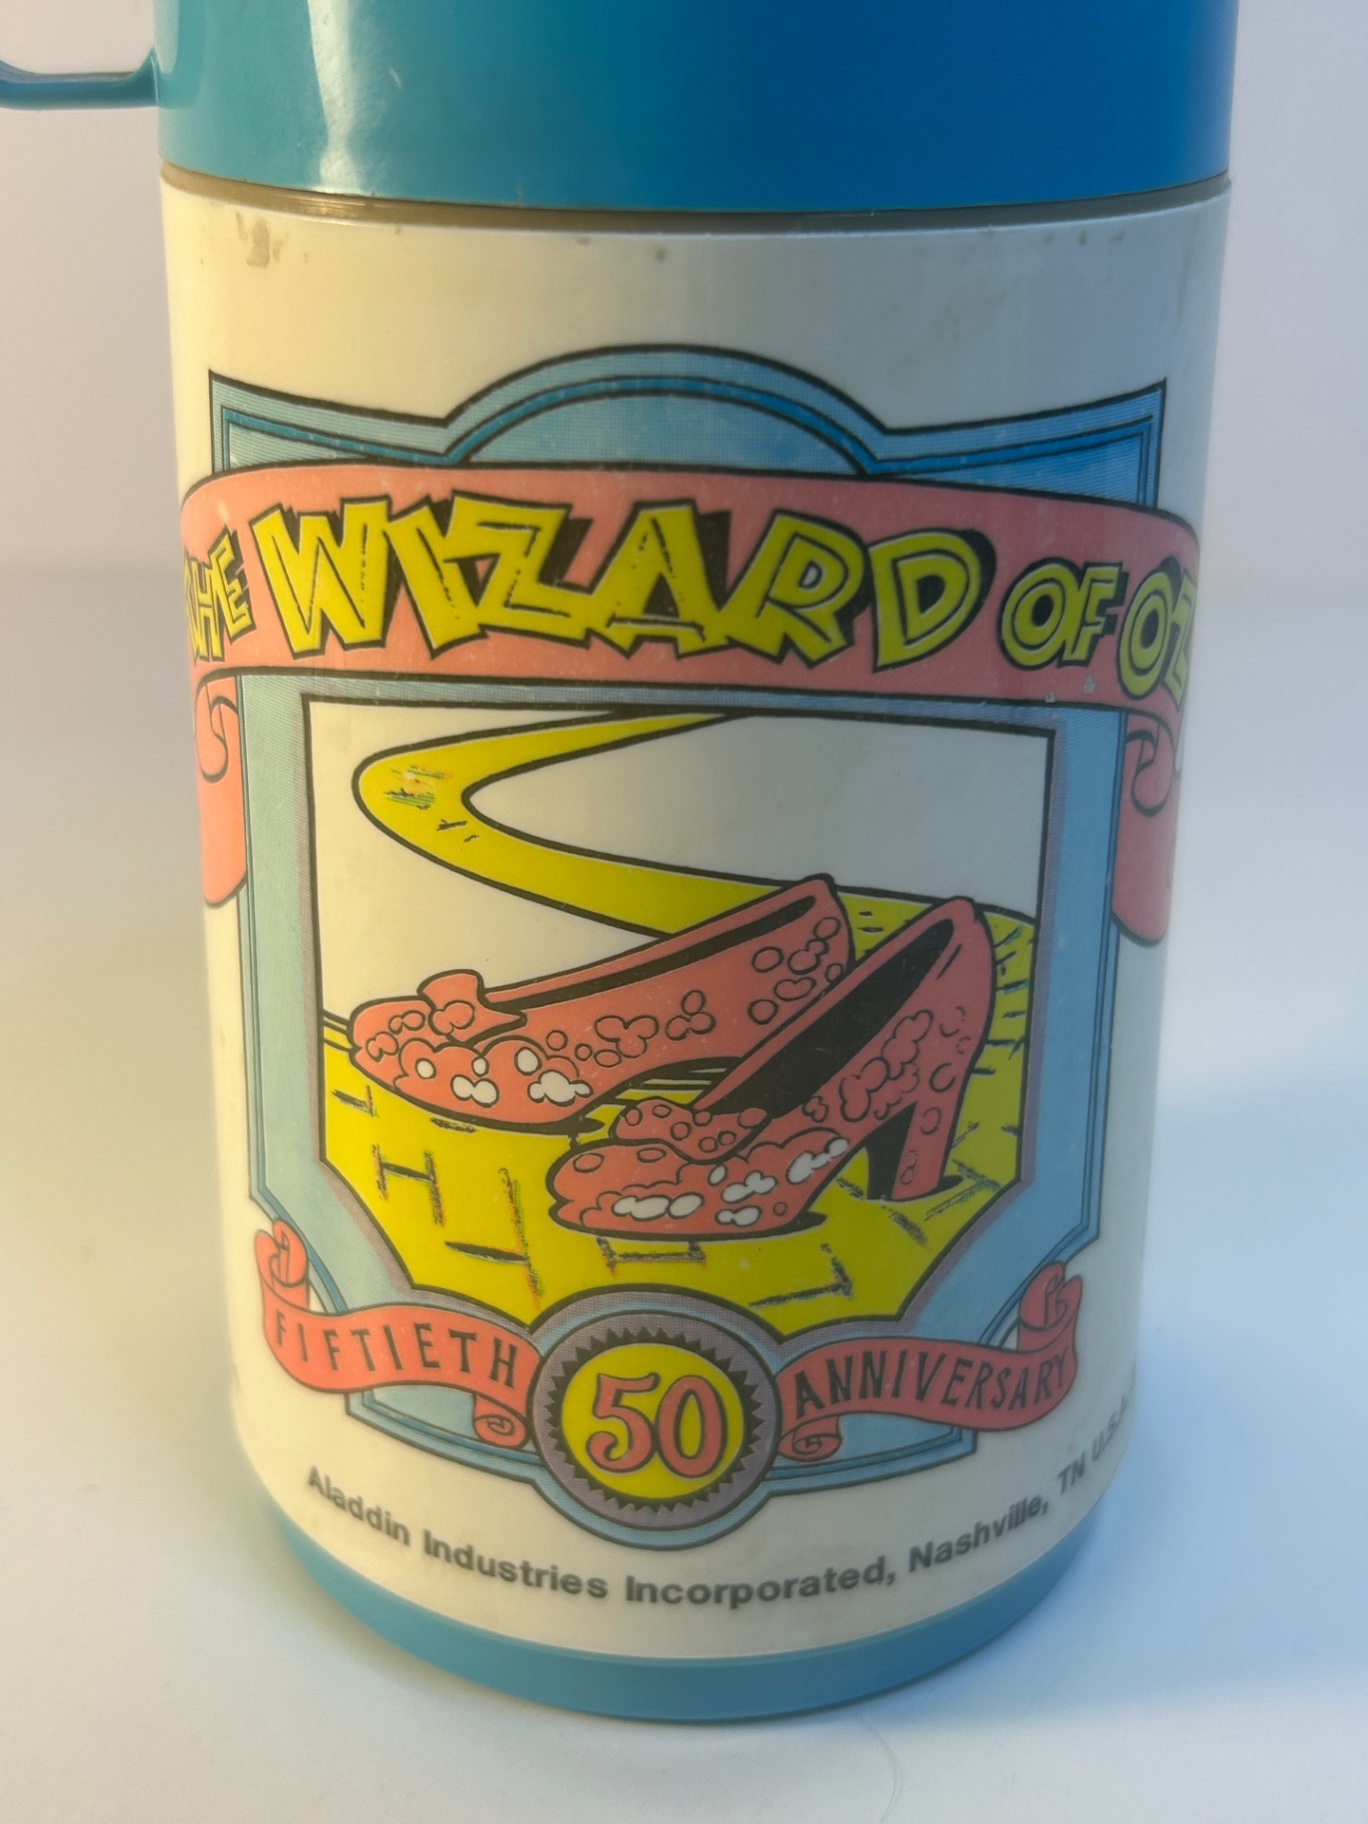 THE WIZARD OF OZ
FIFTIETH 50 ANNIVERSARY
Aladdin Industries Incorporated, Nashville, TN U.S.A.